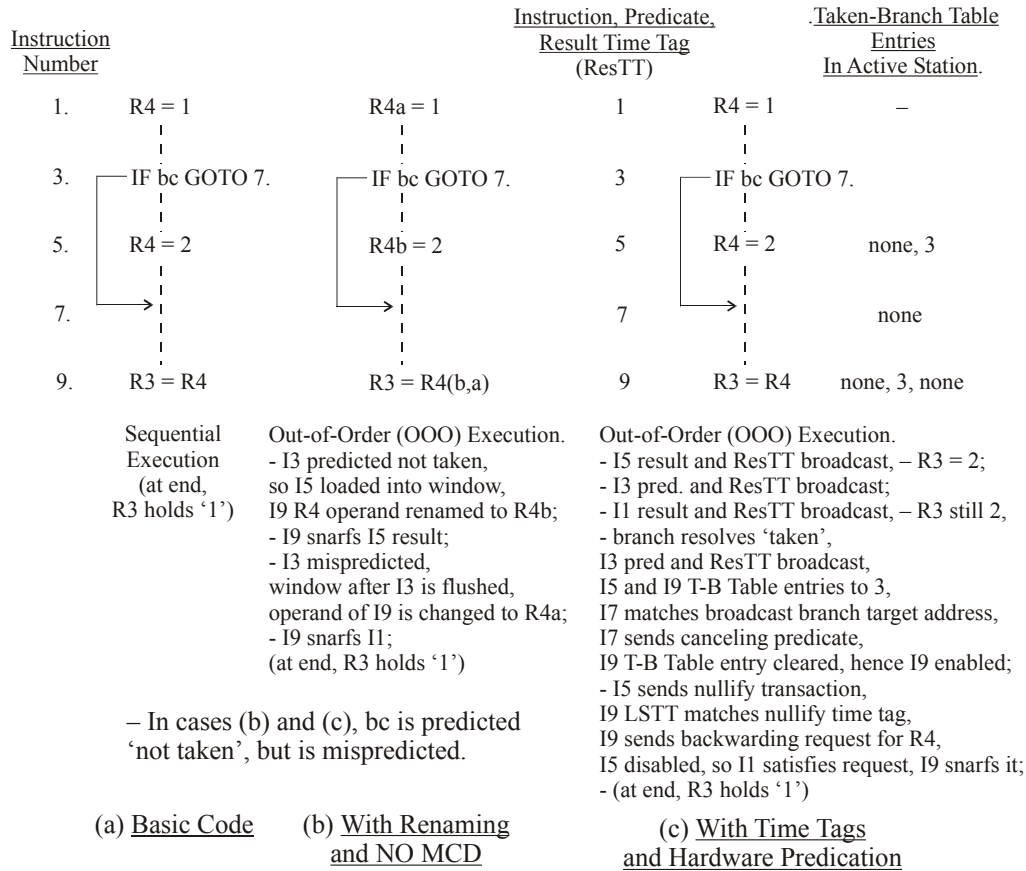 Instruction
Number
Instruction, Predicate,
Result Time Tag
(ResTT)
.Taken-Branch Table
Entries
In Active Station.
1. R4 = 1 R4a = 1 1 R4 = 1 –
3. IF bc GOTO 7. IF bc GOTO 7. 3 IF bc GOTO 7.
5. R4 = 2 R4b = 2 5 R4 = 2 none, 3
7. 7 none
9. R3 = R4 R3 = R4(b,a) 9 R3 = R4 none, 3, none
Sequential
Execution
(at end,
R3 holds ‘1’)
Out-of-Order (OOO) Execution.
- I3 predicted not taken,
so I5 loaded into window,
I9 R4 operand renamed to R4b;
- I9 snarfs I5 result;
- I3 mispredicted,
window after I3 is flushed,
operand of I9 is changed to R4a;
- I9 snarfs I1;
(at end, R3 holds ‘1’)
Out-of-Order (OOO) Execution.
- I5 result and ResTT broadcast, – R3 = 2;
- I3 pred. and ResTT broadcast;
- I1 result and ResTT broadcast, – R3 still 2,
- branch resolves ‘taken’,
I3 pred and ResTT broadcast,
I5 and I9 T-B Table entries to 3,
I7 matches broadcast branch target address,
I7 sends canceling predicate,
I9 T-B Table entry cleared, hence I9 enabled;
- I5 sends nullify transaction,
I9 LSTT matches nullify time tag,
I9 sends backwarding request for R4,
I5 disabled, so I1 satisfies request, I9 snarfs it;
- (at end, R3 holds ‘1’)
– In cases (b) and (c), bc is predicted
‘not taken’, but is mispredicted.
(a) Basic Code
(b) With Renaming
and NO MCD
(c) With Time Tags
and Hardware Predication